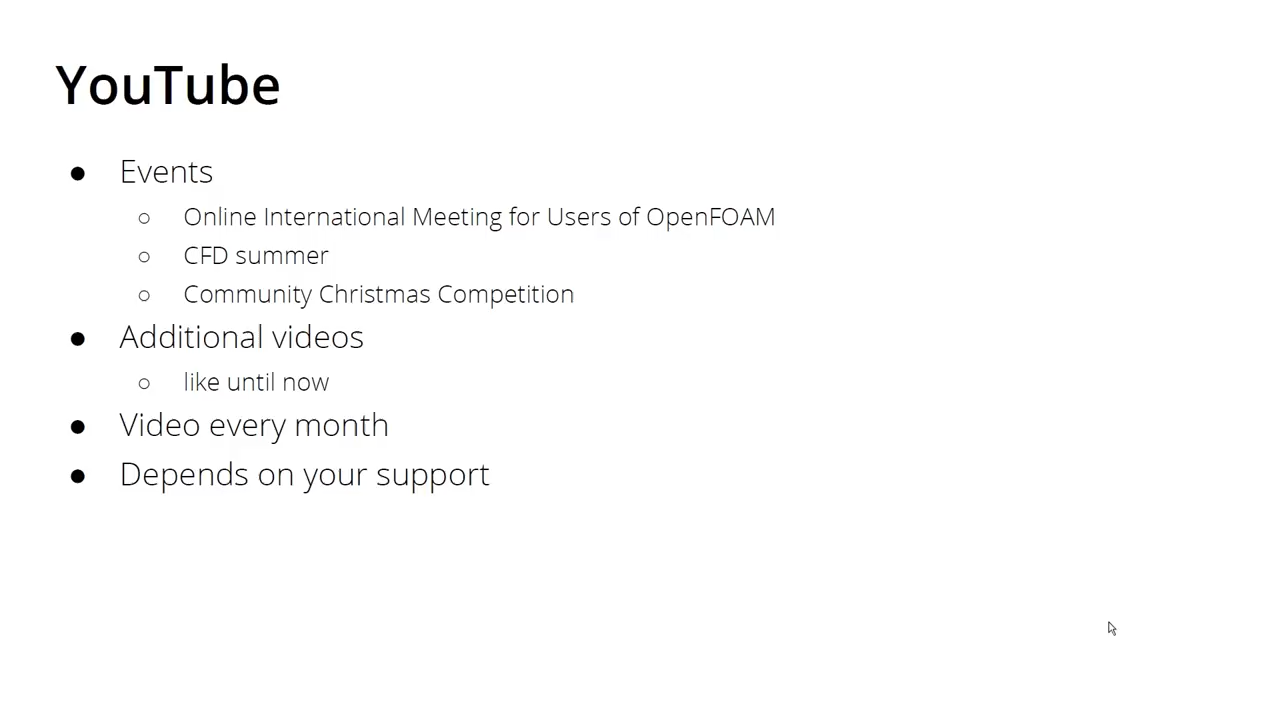 YouTube
● Events
○ Online International Meeting for Users of OpenFOAM
○ CFD summer
○ Community Christmas Competition
● Additional videos
○ like until now
● Video every month
● Depends on your support